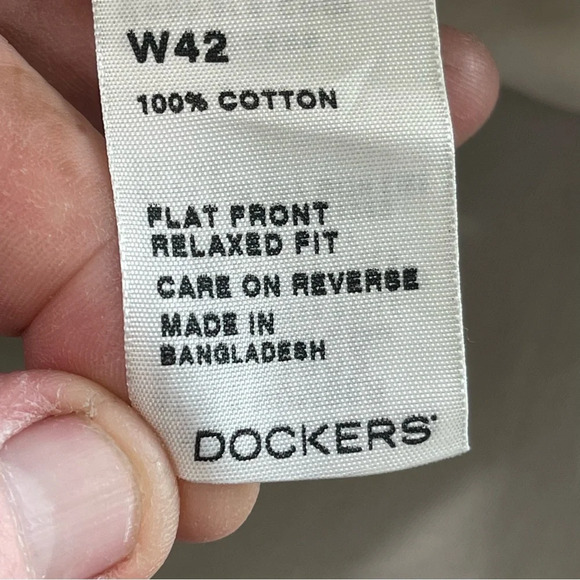 W42
100% COTTON
FLAT FRONT
RELAXED FIT
CARE ON REVERSE
MADE IN
BANGLADESH
DOCKERS